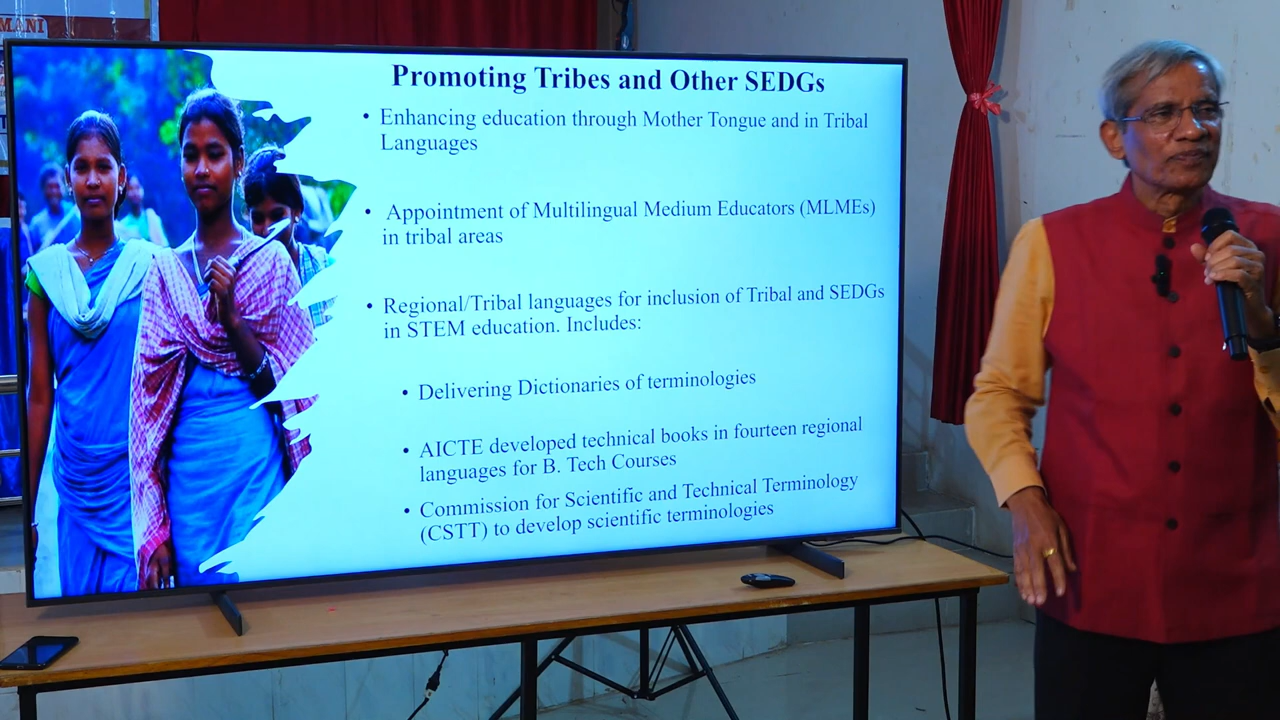 MANI
Promoting Tribes and Other SEDGs
• Enhancing education through Mother Tongue and in Tribal
Languages
• Appointment of Multilingual Medium Educators (MLMEs)
in tribal areas
• Regional/Tribal languages for inclusion of Tribal and SEDGs
in STEM education. Includes:
• Delivering Dictionaries of terminologies
• AICTE developed technical books in fourteen regional
languages for B. Tech Courses
• Commission for Scientific and Technical Terminology
(CSTT) to develop scientific terminologies